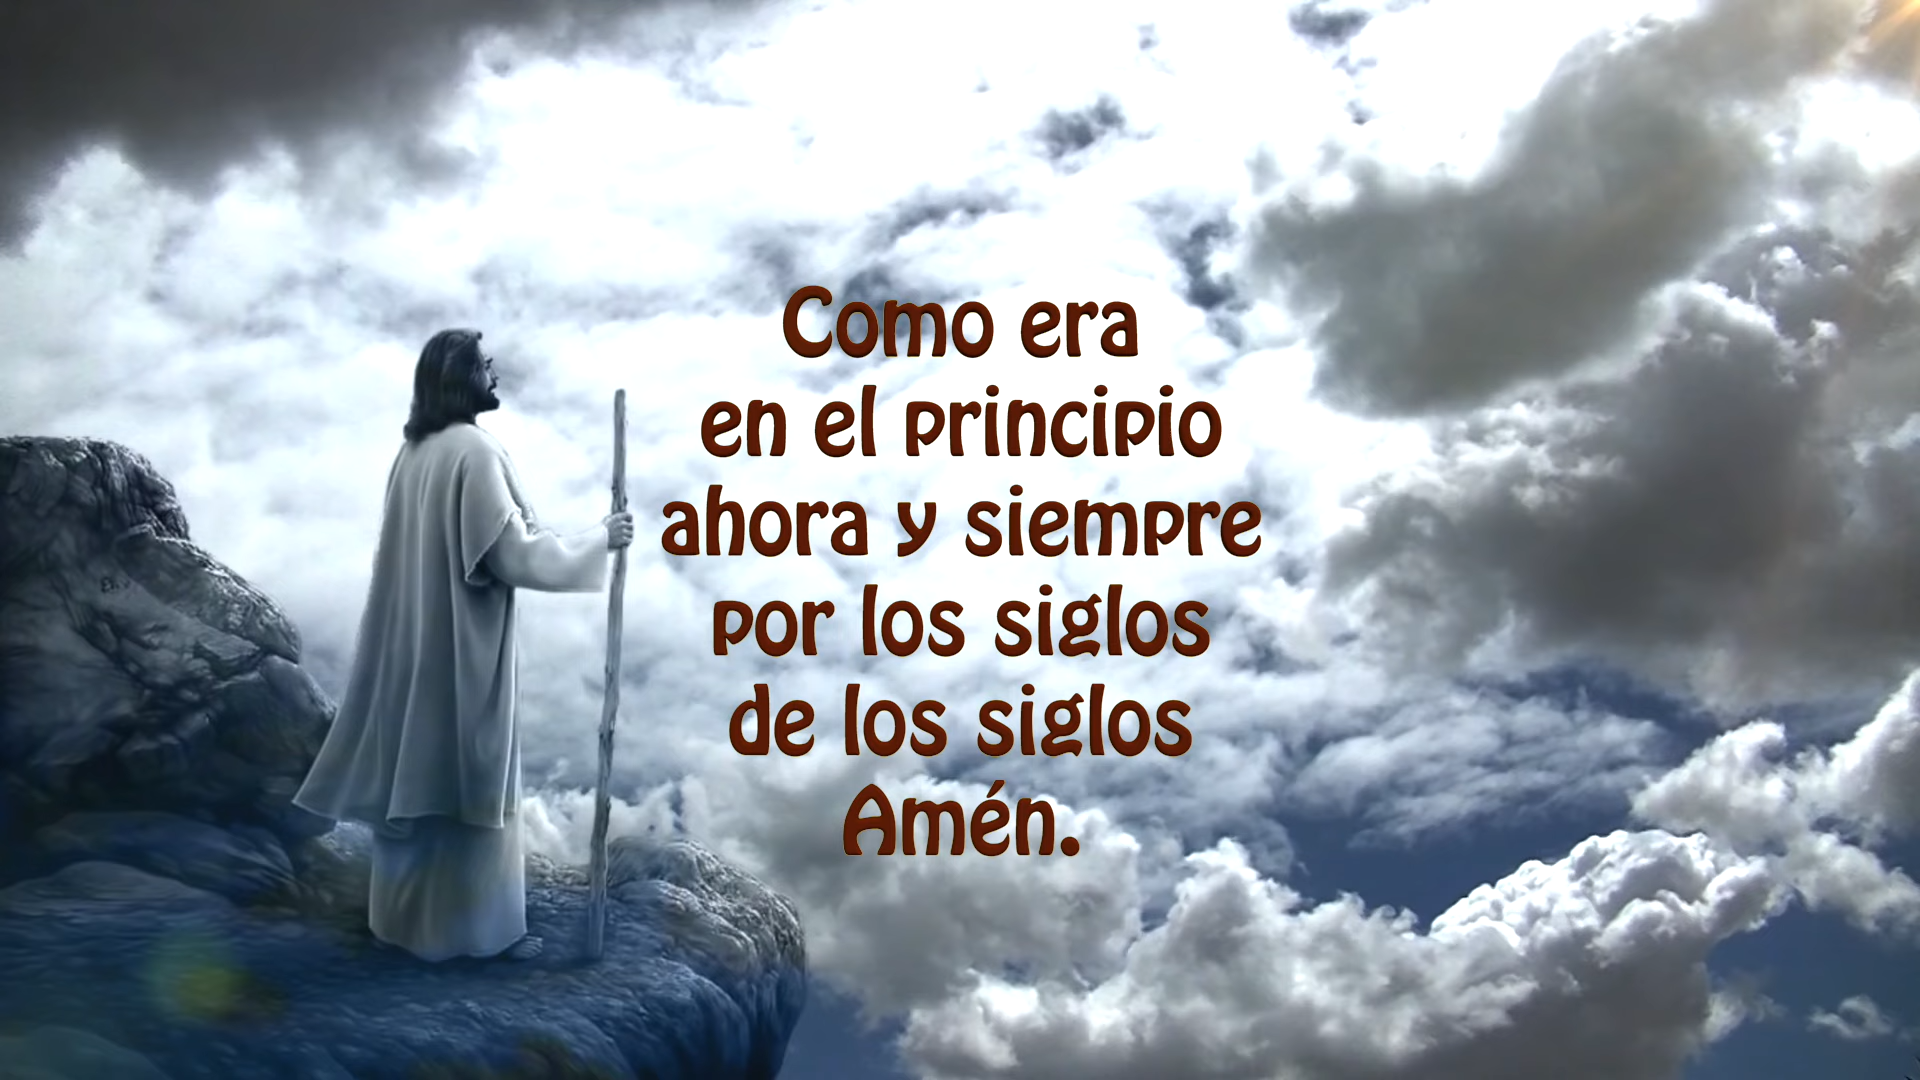 Como era
en el principio
ahora y siempre
por los siglos
de los siglos
Amén.